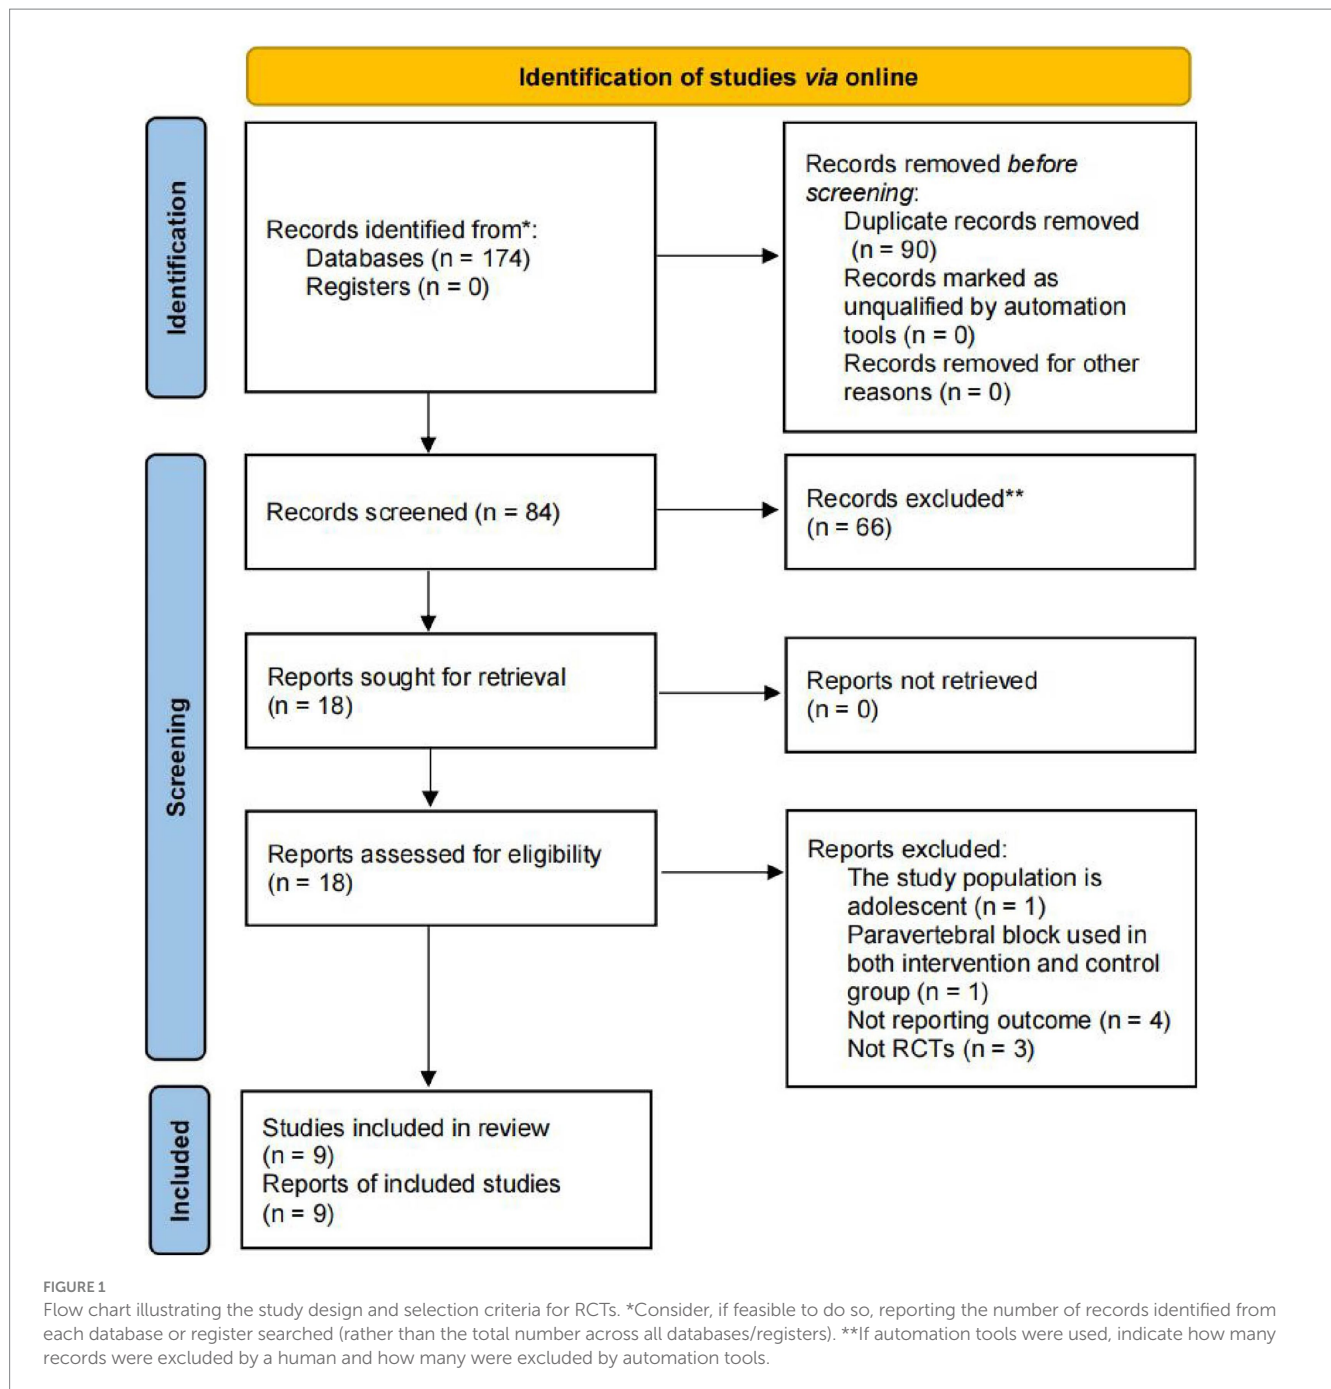 Identification of studies via online
Identification
Records identified from*:
Databases (n = 174)
Registers (n = 0)
Records removed before
screening:
Duplicate records removed
(n = 90)
Records marked as
unqualified by automation
tools (n = 0)
Records removed for other
reasons (n = 0)
Screening
Records screened (n = 84)
Records excluded**
(n = 66)
Reports sought for retrieval
(n = 18)
Reports not retrieved
(n = 0)
Reports assessed for eligibility
(n = 18)
Reports excluded:
The study population is
adolescent (n = 1)
Paravertebral block used in
both intervention and control
group (n = 1)
Not reporting outcome (n = 4)
Not RCTs (n = 3)
Included
Studies included in review
(n = 9)
Reports of included studies
(n = 9)
FIGURE 1
Flow chart illustrating the study design and selection criteria for RCTs. *Consider, if feasible to do so, reporting the number of records identified from
each database or register searched (rather than the total number across all databases/registers). **If automation tools were used, indicate how many
records were excluded by a human and how many were excluded by automation tools.